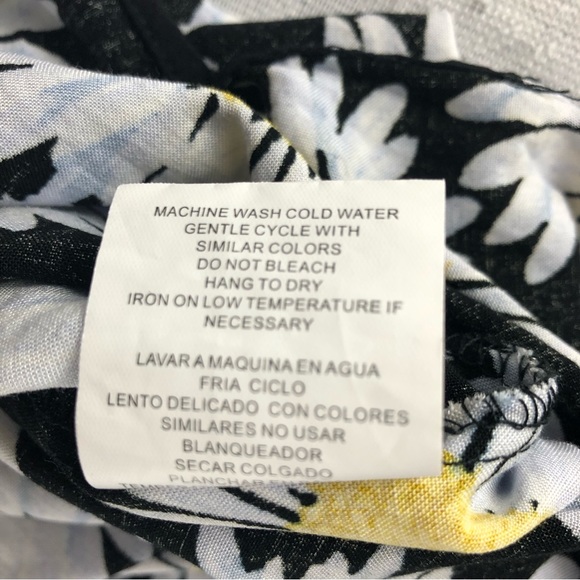 MACHINE WASH COLD WATER
GENTLE CYCLE WITH
SIMILAR COLORS
DO NOT BLEACH
HANG TO DRY
IRON ON LOW TEMPERATURE IF
NECESSARY
LAVAR A MAQUINA EN AGUA
FRIA CICLO
LENTO DELICADO CON COLORES
SIMILARES NO USAR
BLANQUEADOR
SECAR COLGADO
PLANCHAR